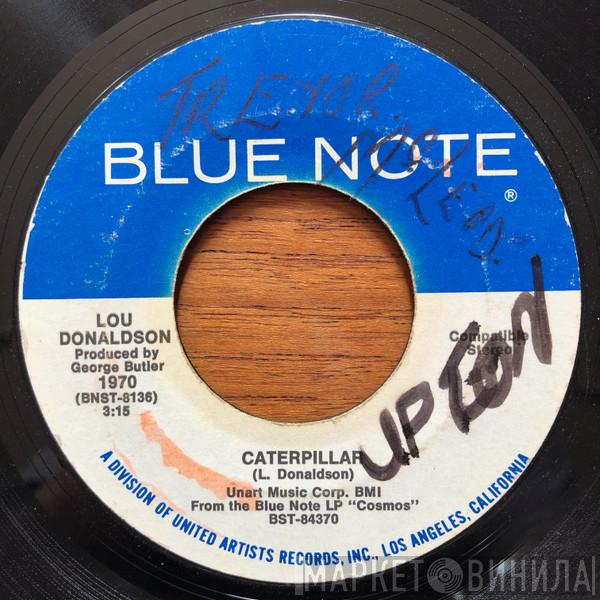 TREVOR
BLUE NOTE
®
LOU
DONALDSON
Produced by
George Butler
1970
(BNST-8136)
3:15
Compatible
Stereo
UPTON
CATERPILLAR
(L. Donaldson)
Unart Music Corp. BMI
From the Blue Note LP "Cosmos"
BST-84370
A DIVISION OF UNITED ARTISTS RECORDS, INC., LOS ANGELES, CALIFORNIA
МАРКЕТ ВИНИЛА